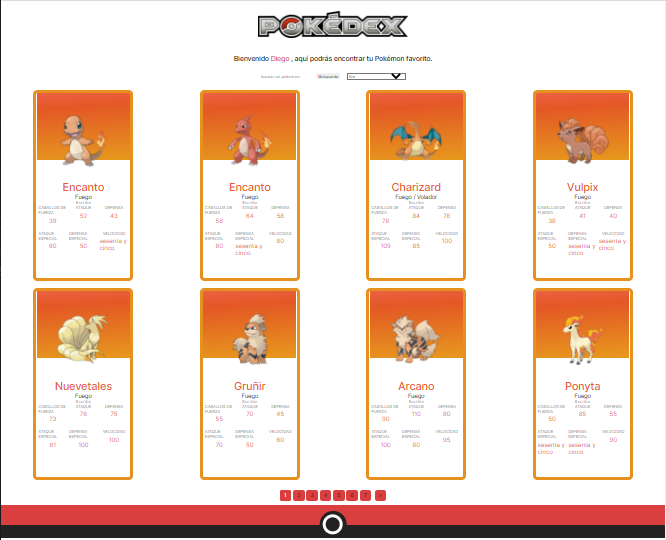 POKÉDEX
Bienvenido Diego , aquí podrás encontrar tu Pokémon favorito.
Búsqueda
Encanto
Fuego
Escribe
CABALLOS DE FUERZA ATAQUE DEFENSA
39 52 43
ATAQUE ESPECIAL DEFENSA ESPECIAL VELOCIDAD
60 50 sesenta y cinco
Encanto
Fuego
Escribe
CABALLOS DE FUERZA ATAQUE DEFENSA
58 64 58
ATAQUE ESPECIAL DEFENSA ESPECIAL VELOCIDAD
80 sesenta y cinco 80
Charizard
Fuego / Volador
Escribe
CABALLOS DE FUERZA ATAQUE DEFENSA
78 84 78
ATAQUE ESPECIAL DEFENSA ESPECIAL VELOCIDAD
109 85 100
Vulpix
Fuego
Escribe
CABALLOS DE FUERZA ATAQUE DEFENSA
38 41 40
ATAQUE ESPECIAL DEFENSA ESPECIAL VELOCIDAD
50 sesenta y cinco sesenta y cinco
Nuevetales
Fuego
Escribe
CABALLOS DE FUERZA ATAQUE DEFENSA
73 76 75
ATAQUE ESPECIAL DEFENSA ESPECIAL VELOCIDAD
81 100 100
Gruñir
Fuego
Escribe
CABALLOS DE FUERZA ATAQUE DEFENSA
55 70 45
ATAQUE ESPECIAL DEFENSA ESPECIAL VELOCIDAD
70 50 60
Arcano
Fuego
Escribe
CABALLOS DE FUERZA ATAQUE DEFENSA
90 110 80
ATAQUE ESPECIAL DEFENSA ESPECIAL VELOCIDAD
100 80 95
Ponyta
Fuego
Escribe
CABALLOS DE FUERZA ATAQUE DEFENSA
50 85 55
ATAQUE ESPECIAL DEFENSA ESPECIAL VELOCIDAD
sesenta y cinco sesenta y cinco 90
1 2 3 4 5 6 7 >